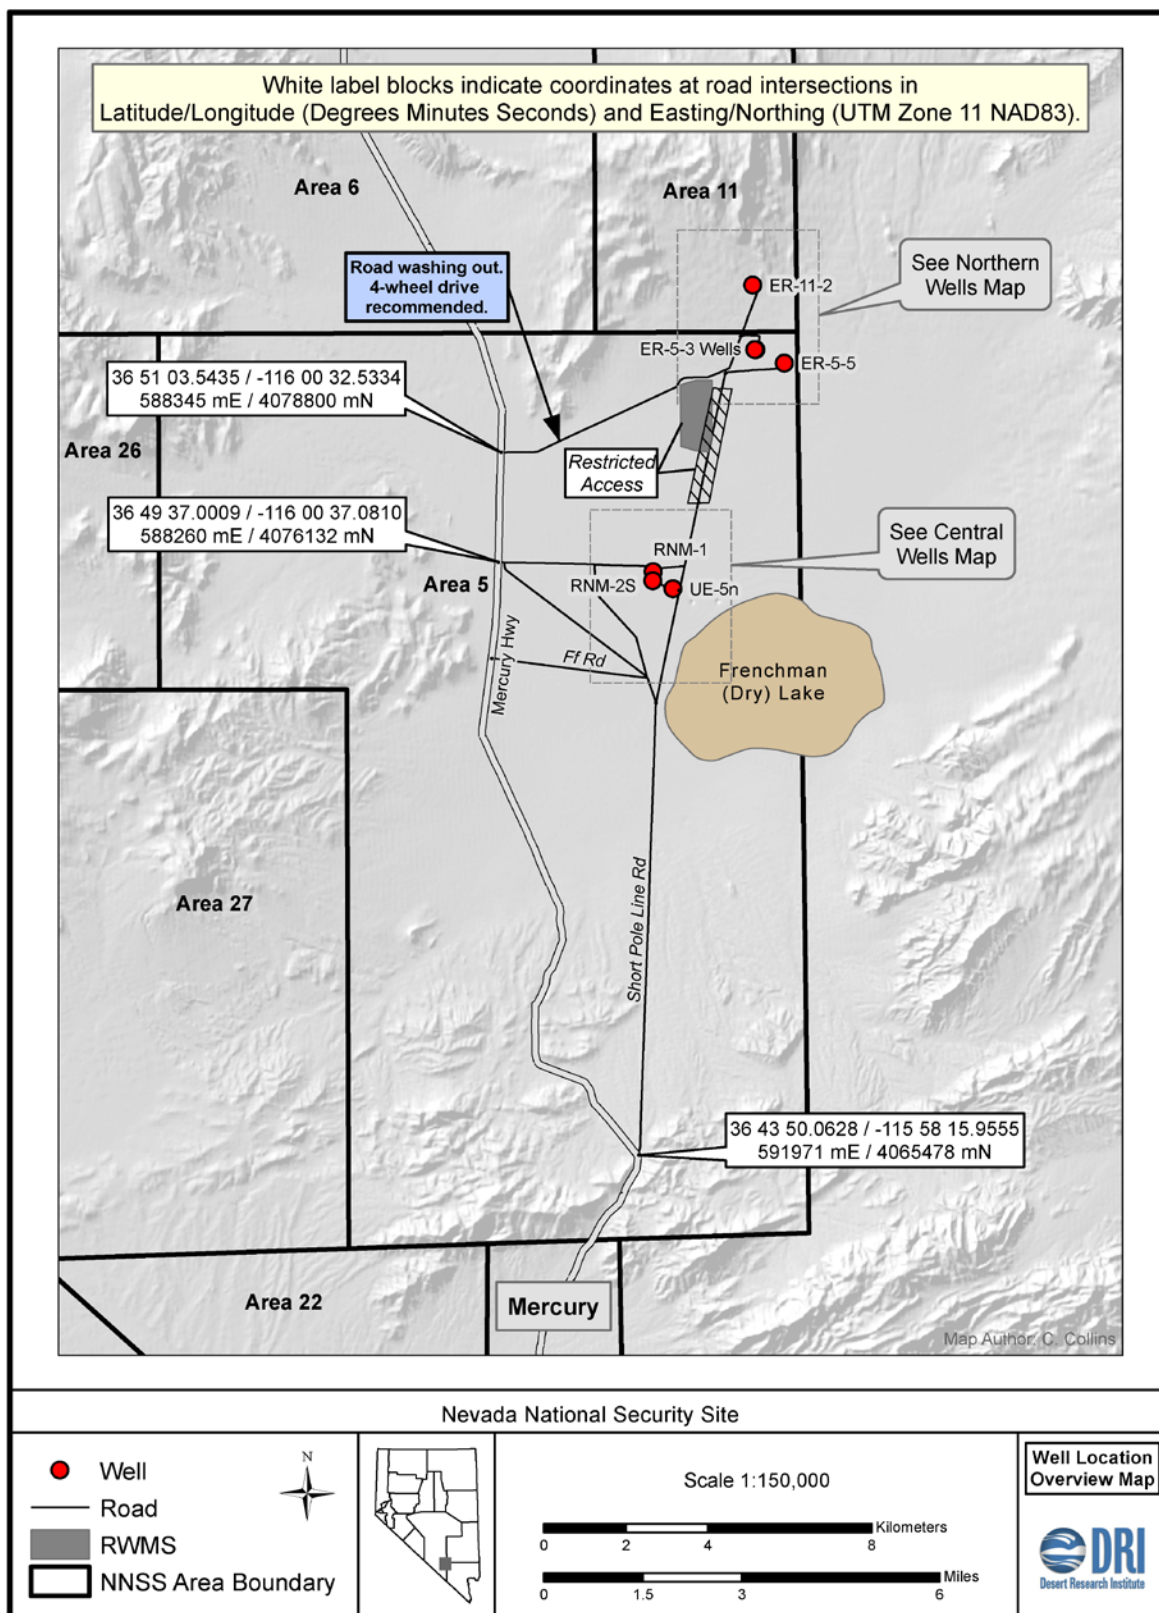 White label blocks indicate coordinates at road intersections in
Latitude/Longitude (Degrees Minutes Seconds) and Easting/Northing (UTM Zone 11 NAD83).
Area 6
Area 11
Road washing out.
4-wheel drive
recommended.
See Northern
Wells Map
ER-11-2
ER-5-3 Wells
ER-5-5
36 51 03.5435 / -116 00 32.5334
588345 mE / 4078800 mN
Area 26
Restricted
Access
36 49 37.0009 / -116 00 37.0810
588260 mE / 4076132 mN
See Central
Wells Map
RNM-1
RNM-2S
UE-5n
Area 5
Mercury Hwy
Ff Rd
Frenchman
(Dry) Lake
Area 27
Short Pole Line Rd
36 43 50.0628 / -115 58 15.9555
591971 mE / 4065478 mN
Area 22
Mercury
Map Author: C. Collins
Nevada National Security Site
Well
Road
RWMS
NNSS Area Boundary
N
Scale 1:150,000
Kilometers
0 2 4 8
Miles
0 1.5 3 6
Well Location
Overview Map
DRI
Desert Research Institute